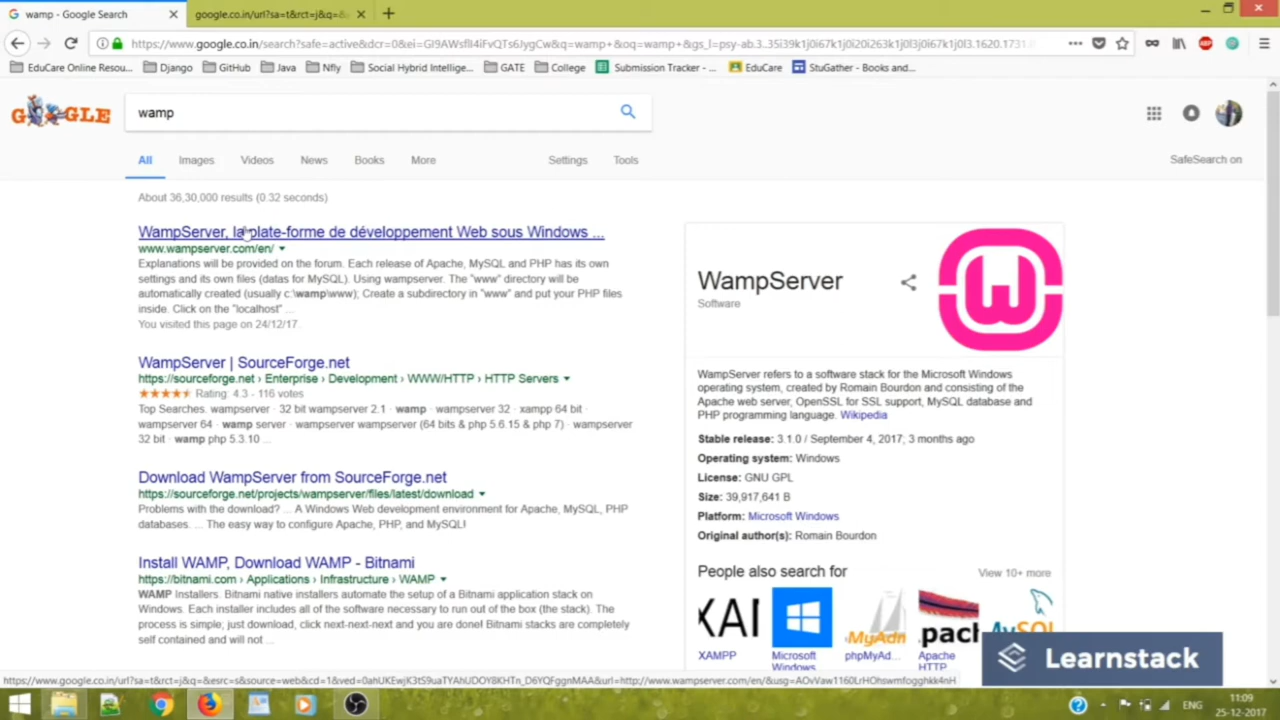 wamp - Google Search
google.co.in/url?sa=t&rct=j&q=&
https://www.google.co.in/search?safe=active&dcr=0&ei=GI9AWsfII4iFvQTs6JygCw&q=wamp+&oq=wamp+&gs_l=psy-ab.3..35i39k1j0i67k1j0i20i263k1j0l3j0i67k1j0l3.1620.1731.
EduCare Online Resou...
Django
GitHub
Java
Nfly
Social Hybrid Intellige...
GATE
College
Submission Tracker - ...
EduCare
StuGather - Books and...
GOOGLE
wamp
All
Images
Videos
News
Books
More
Settings
Tools
SafeSearch on
About 36,30,000 results (0.32 seconds)
WampServer, la plate-forme de développement Web sous Windows ...
www.wampserver.com/en/
Explanations will be provided on the forum. Each release of Apache, MySQL and PHP has its own
settings and its own files (datas for MySQL). Using wampserver. The "www" directory will be
automatically created (usually c:\wamp\www); Create a subdirectory in "www" and put your PHP files
inside. Click on the "localhost" ...
You visited this page on 24/12/17.
WampServer | SourceForge.net
https://sourceforge.net › Enterprise › Development › WWW/HTTP › HTTP Servers
Rating: 4.3 - 116 votes
Top Searches. wampserver · 32 bit wampserver 2.1 · wamp · wampserver 32 · xampp 64 bit ·
wampserver 64 · wamp server · wampserver wampserver (64 bits & php 5.6.15 & php 7) · wampserver
32 bit · wamp php 5.3.10 ...
Download WampServer from SourceForge.net
https://sourceforge.net/projects/wampserver/files/latest/download
Problems with the download? ... A Windows Web development environment for Apache, MySQL, PHP
databases. ... The easy way to configure Apache, PHP, and MySQL!
Install WAMP, Download WAMP - Bitnami
https://bitnami.com › Applications › Infrastructure › WAMP
WAMP Installers. Bitnami native installers automate the setup of a Bitnami application stack on
Windows. Each installer includes all of the software necessary to run out of the box (the stack). The
process is simple; just download, click next-next-next and you are done! Bitnami stacks are completely
self contained and will not ...
WampServer
Software
WampServer refers to a software stack for the Microsoft Windows
operating system, created by Romain Bourdon and consisting of the
Apache web server, OpenSSL for SSL support, MySQL database and
PHP programming language. Wikipedia
Stable release: 3.1.0 / September 4, 2017; 3 months ago
Operating system: Windows
License: GNU GPL
Size: 39,917,641 B
Platform: Microsoft Windows
Original author(s): Romain Bourdon
People also search for
View 10+ more
XAMPP
Microsoft
Windows
phpMyAd...
Apache
HTTP
Learnstack
ENG
11:09
25-12-2017